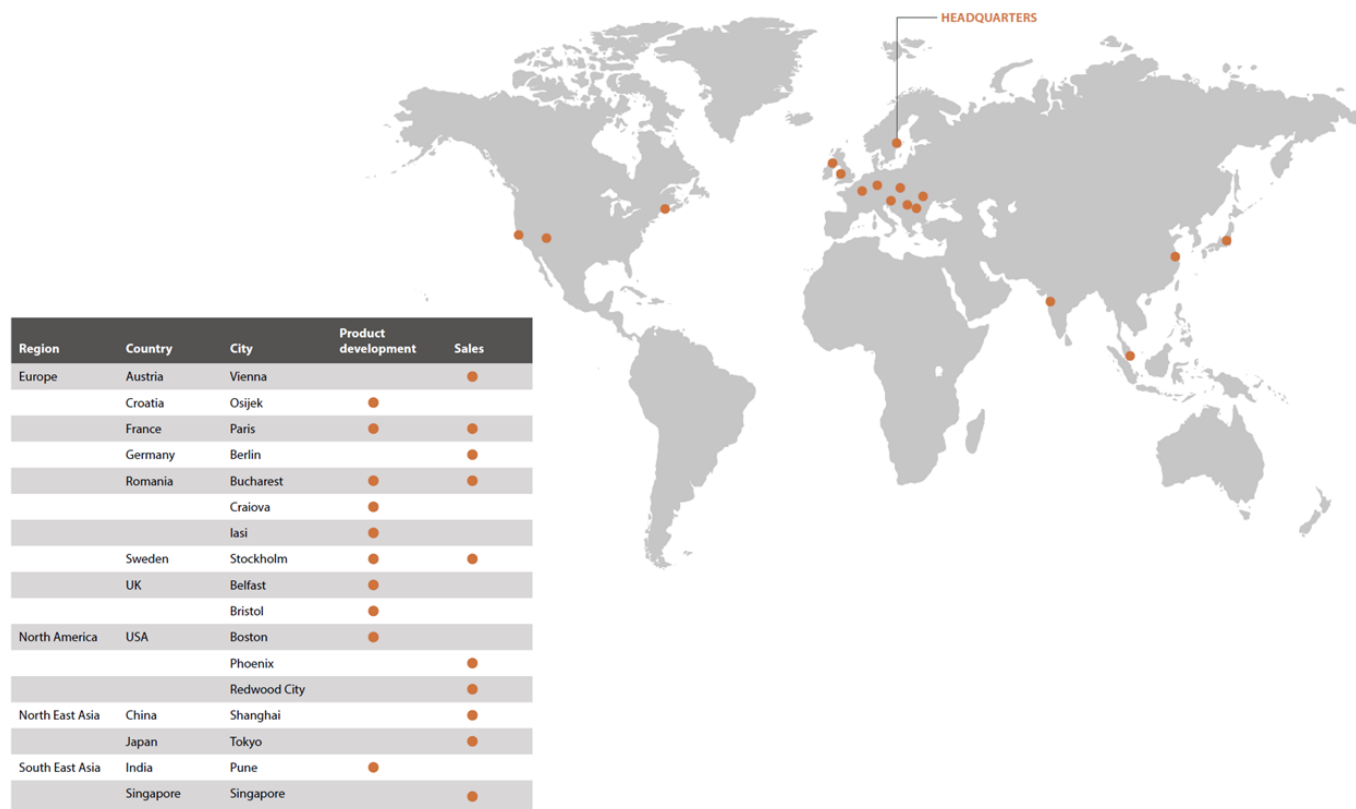 HEADQUARTERS
Region Country City Product development Sales
Europe Austria Vienna
Croatia Osijek
France Paris
Germany Berlin
Romania Bucharest
Craiova
Iasi
Sweden Stockholm
UK Belfast
Bristol
North America USA Boston
Phoenix
Redwood City
North East Asia China Shanghai
Japan Tokyo
South East Asia India Pune
Singapore Singapore